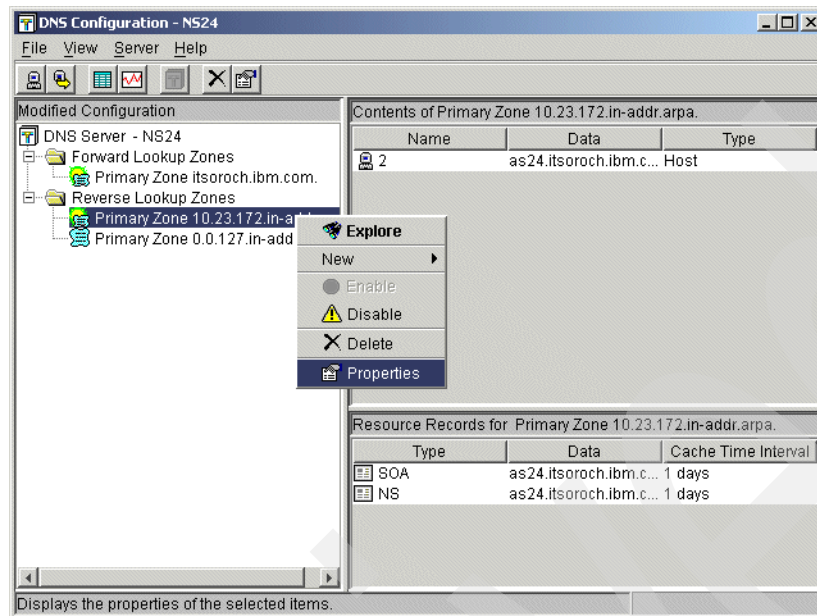 DNS Configuration - NS24
File View Server Help
Modified Configuration
DNS Server - NS24
Forward Lookup Zones
Primary Zone itsoroch.ibm.com.
Reverse Lookup Zones
Primary Zone 10.23.172.in-add
Primary Zone 0.0.127.in-add
Explore
New
Enable
Disable
Delete
Properties
Contents of Primary Zone 10.23.172.in-addr.arpa.
Name Data Type
2 as24.itsoroch.ibm.c... Host
Resource Records for Primary Zone 10.23.172.in-addr.arpa.
Type Data Cache Time Interval
SOA as24.itsoroch.ibm.c... 1 days
NS as24.itsoroch.ibm.c... 1 days
Displays the properties of the selected items.